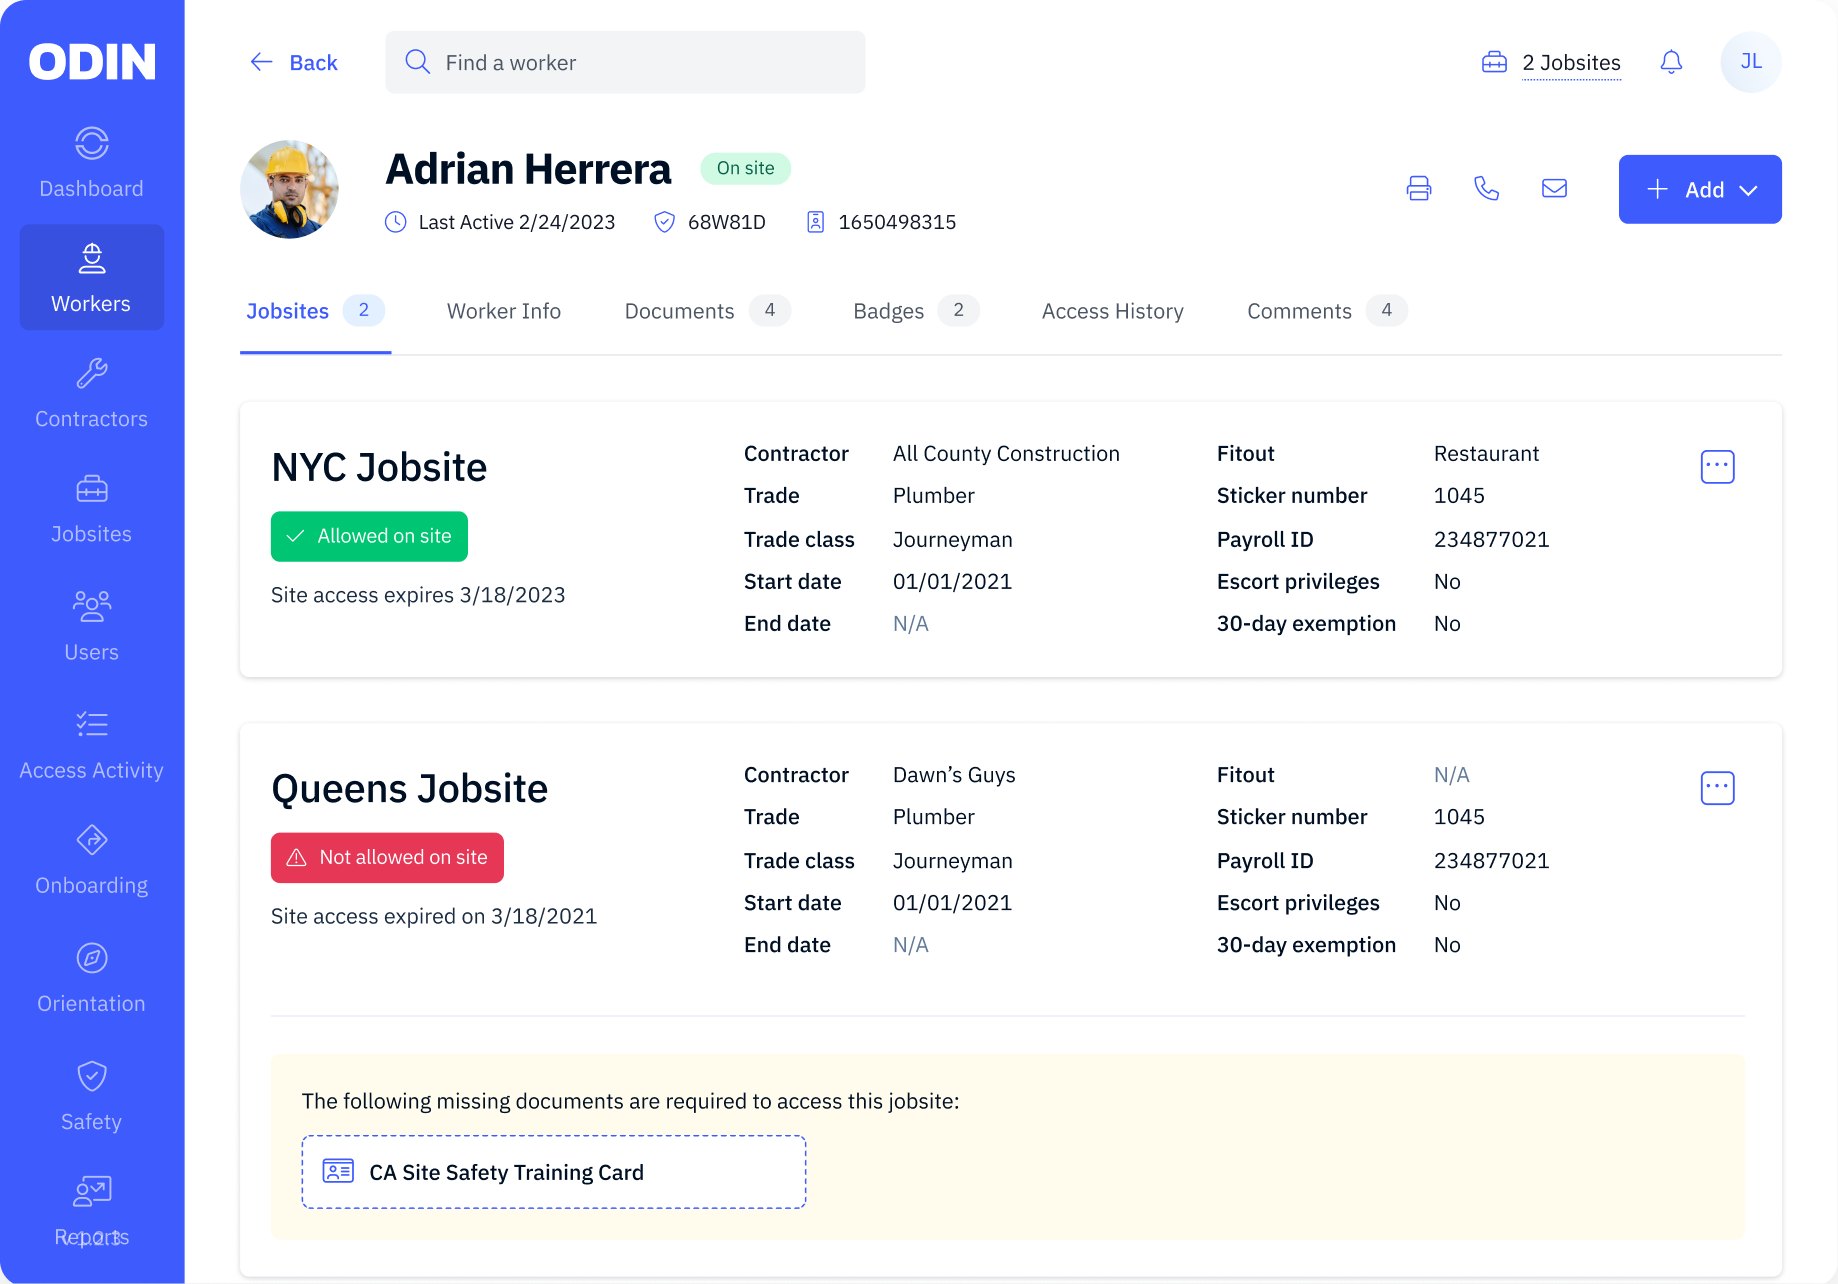 ODIN
Dashboard
Workers
Contractors
Jobsites
Users
Access Activity
Onboarding
Orientation
Safety
Reports
v 1.2.3
Back
Find a worker
2 Jobsites
JL
Adrian Herrera
On site
Last Active 2/24/2023
68W81D
1650498315
Add
Jobsites 2
Worker Info
Documents 4
Badges 2
Access History
Comments 4
NYC Jobsite
Allowed on site
Site access expires 3/18/2023
Contractor All County Construction
Trade Plumber
Trade class Journeyman
Start date 01/01/2021
End date N/A
Fitout Restaurant
Sticker number 1045
Payroll ID 234877021
Escort privileges No
30-day exemption No
Queens Jobsite
Not allowed on site
Site access expired on 3/18/2021
Contractor Dawn’s Guys
Trade Plumber
Trade class Journeyman
Start date 01/01/2021
End date N/A
Fitout N/A
Sticker number 1045
Payroll ID 234877021
Escort privileges No
30-day exemption No
The following missing documents are required to access this jobsite:
CA Site Safety Training Card